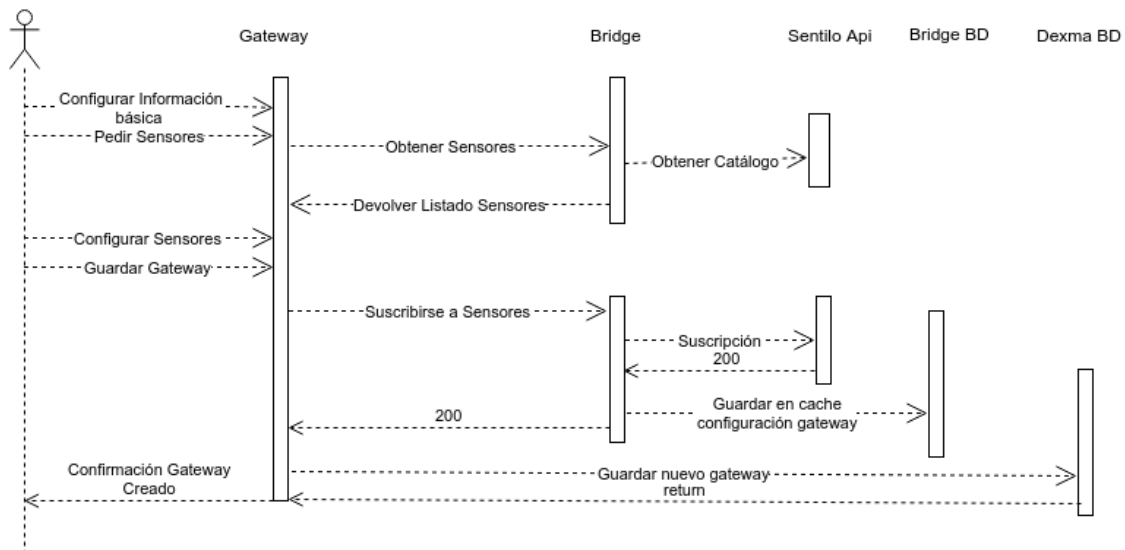 Gateway
Bridge
Sentilo Api
Bridge BD
Dexma BD
Configurar Información
básica
Pedir Sensores
Obtener Sensores
Obtener Catálogo
Devolver Listado Sensores
Configurar Sensores
Guardar Gateway
Suscribirse a Sensores
Suscripción
200
Guardar en cache
configuración gateway
200
Confirmación Gateway
Creado
Guardar nuevo gateway
return